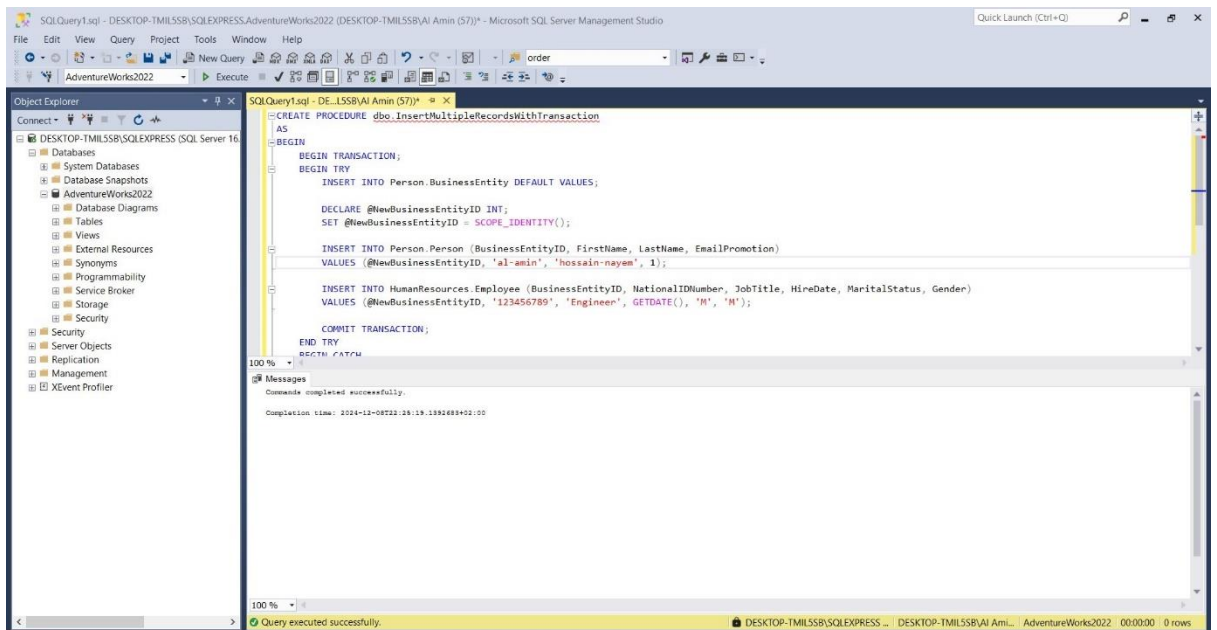 SQLQuery1.sql - DESKTOP-TMIL5SB\SQLEXPRESS.AdventureWorks2022 (DESKTOP-TMIL5SB\Al Amin (57))* - Microsoft SQL Server Management Studio
Quick Launch (Ctrl+Q)
File Edit View Query Project Tools Window Help
New Query
order
AdventureWorks2022
Execute
Object Explorer
SQLQuery1.sql - DE...L5SB\Al Amin (57))*
Connect
DESKTOP-TMIL5SB\SQLEXPRESS (SQL Server 16.
Databases
System Databases
Database Snapshots
AdventureWorks2022
Database Diagrams
Tables
Views
External Resources
Synonyms
Programmability
Service Broker
Storage
Security
Security
Server Objects
Replication
Management
XEvent Profiler
CREATE PROCEDURE dbo.InsertMultipleRecordsWithTransaction
AS
BEGIN
BEGIN TRANSACTION;
BEGIN TRY
INSERT INTO Person.BusinessEntity DEFAULT VALUES;
DECLARE @NewBusinessEntityID INT;
SET @NewBusinessEntityID = SCOPE_IDENTITY();
INSERT INTO Person.Person (BusinessEntityID, FirstName, LastName, EmailPromotion)
VALUES (@NewBusinessEntityID, 'al-amin', 'hossain-nayem', 1);
INSERT INTO HumanResources.Employee (BusinessEntityID, NationalIDNumber, JobTitle, HireDate, MaritalStatus, Gender)
VALUES (@NewBusinessEntityID, '123456789', 'Engineer', GETDATE(), 'M', 'M');
COMMIT TRANSACTION;
END TRY
BEGIN CATCH
100 %
Messages
Commands completed successfully.
Completion time:
100 %
Query executed successfully.
DESKTOP-TMIL5SB\SQLEXPRESS ... DESKTOP-TMIL5SB\Al Ami... AdventureWorks2022 00:00:00 0 rows